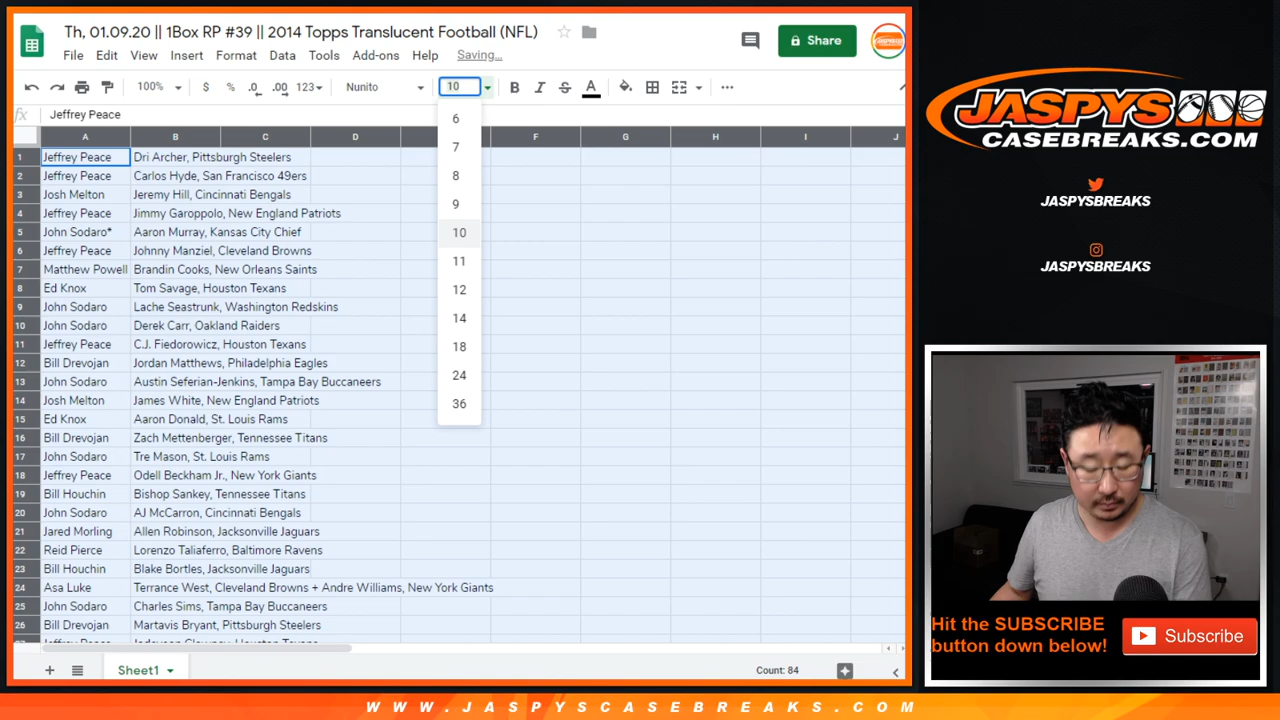 Th, 01.09.20 || 1Box RP #39 || 2014 Topps Translucent Football (NFL)
File Edit View Insert Format Data Tools Add-ons Help Saving...
Share
100% $ % .0 .00 123 Nunito 10 B I S A
fx Jeffrey Peace
A B C D F G H I J
1 Jeffrey Peace Dri Archer, Pittsburgh Steelers
2 Jeffrey Peace Carlos Hyde, San Francisco 49ers
3 Josh Melton Jeremy Hill, Cincinnati Bengals
4 Jeffrey Peace Jimmy Garoppolo, New England Patriots
5 John Sodaro* Aaron Murray, Kansas City Chief
6 Jeffrey Peace Johnny Manziel, Cleveland Browns
7 Matthew Powell Brandin Cooks, New Orleans Saints
8 Ed Knox Tom Savage, Houston Texans
9 John Sodaro Lache Seastrunk, Washington Redskins
10 John Sodaro Derek Carr, Oakland Raiders
11 Jeffrey Peace C.J. Fiedorowicz, Houston Texans
12 Bill Drevojan Jordan Matthews, Philadelphia Eagles
13 John Sodaro Austin Seferian-Jenkins, Tampa Bay Buccaneers
14 Josh Melton James White, New England Patriots
15 Ed Knox Aaron Donald, St. Louis Rams
16 Bill Drevojan Zach Mettenberger, Tennessee Titans
17 John Sodaro Tre Mason, St. Louis Rams
18 Jeffrey Peace Odell Beckham Jr., New York Giants
19 Bill Houchin Bishop Sankey, Tennessee Titans
20 John Sodaro AJ McCarron, Cincinnati Bengals
21 Jared Morling Allen Robinson, Jacksonville Jaguars
22 Reid Pierce Lorenzo Taliaferro, Baltimore Ravens
23 Bill Houchin Blake Bortles, Jacksonville Jaguars
24 Asa Luke Terrance West, Cleveland Browns + Andre Williams, New York Giants
25 John Sodaro Charles Sims, Tampa Bay Buccaneers
26 Bill Drevojan Martavis Bryant, Pittsburgh Steelers
6
7
8
9
10
11
12
14
18
24
36
Sheet1
Count: 84
JASPYS
CASEBREAKS.COM
JASPYSBREAKS
JASPYSBREAKS
Hit the SUBSCRIBE
button down below!
Subscribe
WWW.JASPYSCASEBREAKS.COM